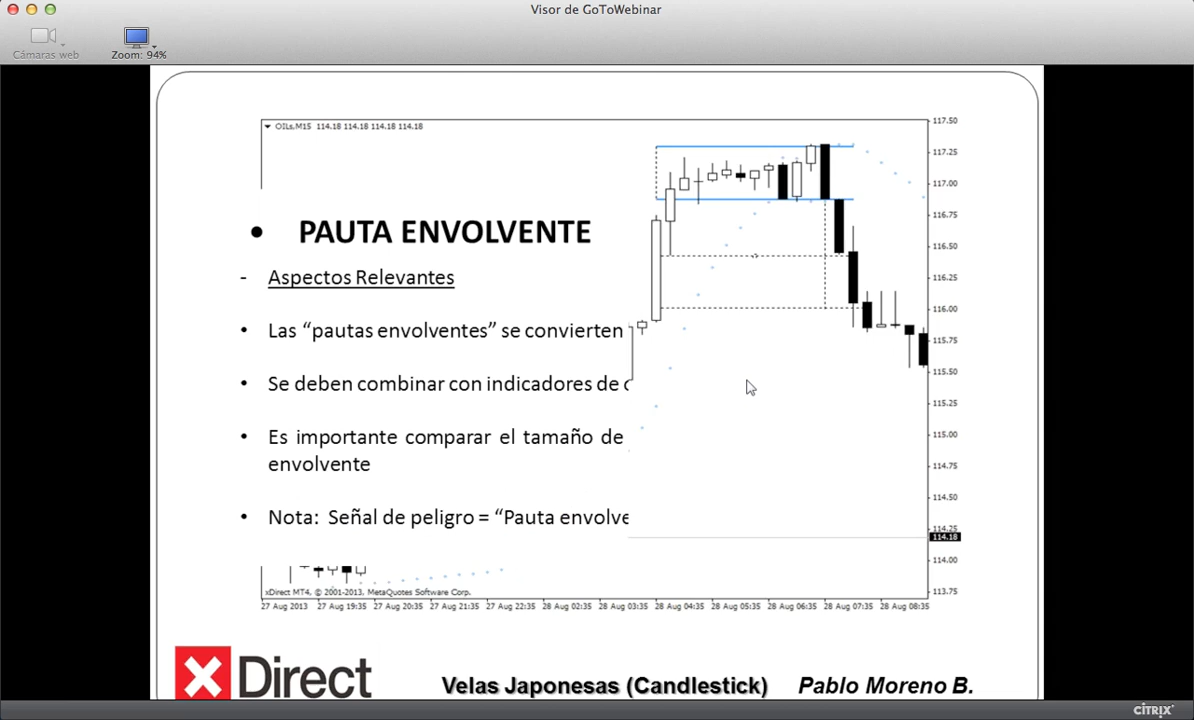 Visor de GoToWebinar
Cámaras web
Zoom: 94%
OILs,M15 114.18 114.18 114.18 114.18
• PAUTA ENVOLVENTE
- Aspectos Relevantes
• Las “pautas envolventes” se convierten
• Se deben combinar con indicadores de
• Es importante comparar el tamaño de
envolvente
• Nota: Señal de peligro = “Pauta envolve
117.50
117.25
117.00
116.75
116.50
116.25
116.00
115.75
115.50
115.25
115.00
114.75
114.50
114.25
114.18
114.00
113.75
xDirect MT4, © 2001-2013, MetaQuotes Software Corp.
27 Aug 2013 27 Aug 19:35 27 Aug 20:35 27 Aug 21:35 27 Aug 22:35 28 Aug 02:35 28 Aug 03:35 28 Aug 04:35 28 Aug 05:35 28 Aug 06:35 28 Aug 07:35 28 Aug 08:35
X Direct
Velas Japonesas (Candlestick) Pablo Moreno B.
CITRIX